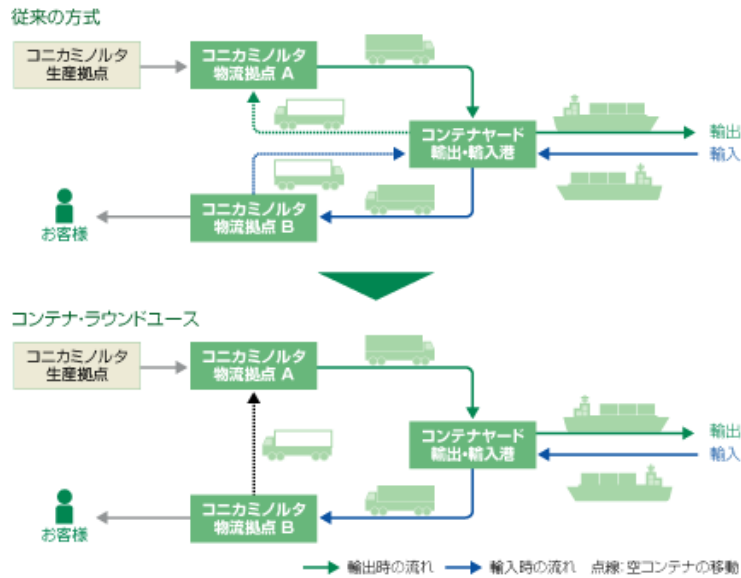 従来の方式
コニカミノルタ
生産拠点
コニカミノルタ
物流拠点 A
コンテナヤード
輸出・輸入港
輸出
輸入
コニカミノルタ
物流拠点 B
お客様
コンテナ・ラウンドユース
コニカミノルタ
生産拠点
コニカミノルタ
物流拠点 A
コンテナヤード
輸出・輸入港
輸出
輸入
コニカミノルタ
物流拠点 B
お客様
輸出時の流れ 輸入時の流れ 点線:空コンテナの移動